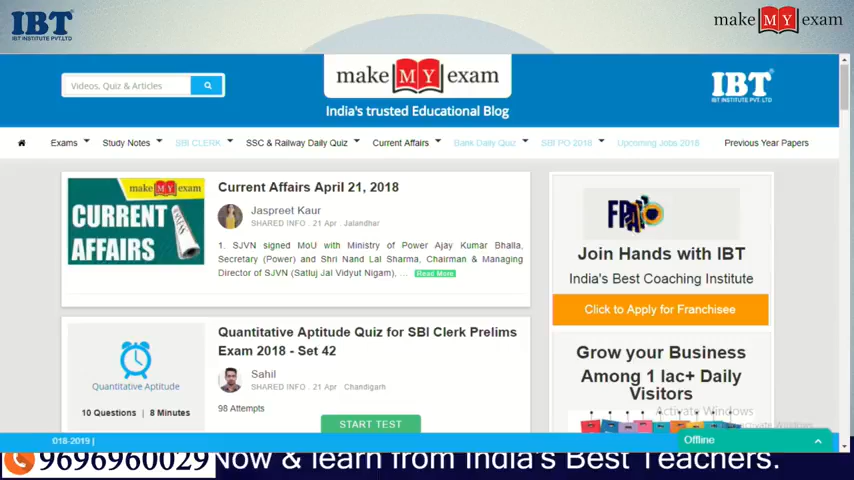 IBT
IBT INSTITUTE PVT.LTD
make MY exam
Videos, Quiz & Articles
make MY exam
India's trusted Educational Blog
IBT
IBT INSTITUTE PVT. LTD
Exams Study Notes SBI CLERK SSC & Railway Daily Quiz Current Affairs Bank Daily Quiz SBI PO 2018 Upcoming Jobs 2018 Previous Year Papers
make MY exam
CURRENT
AFFAIRS
Current Affairs April 21, 2018
Jaspreet Kaur
SHARED INFO . 21 Apr . Jalandhar
1. SJVN signed MoU with Ministry of Power Ajay Kumar Bhalla,
Secretary (Power) and Shri Nand Lal Sharma, Chairman & Managing
Director of SJVN (Satluj Jal Vidyut Nigam), ... Read More
Join Hands with IBT
India's Best Coaching Institute
Click to Apply for Franchisee
Quantitative Aptitude
10 Questions | 8 Minutes
Quantitative Aptitude Quiz for SBI Clerk Prelims
Exam 2018 - Set 42
Sahil
SHARED INFO . 21 Apr . Chandigarh
98 Attempts
START TEST
Grow your Business
Among 1 lac+ Daily
Visitors
Activate Windows
018-2019 |
Offline
9696960029 Now & learn from India's Best Teachers.